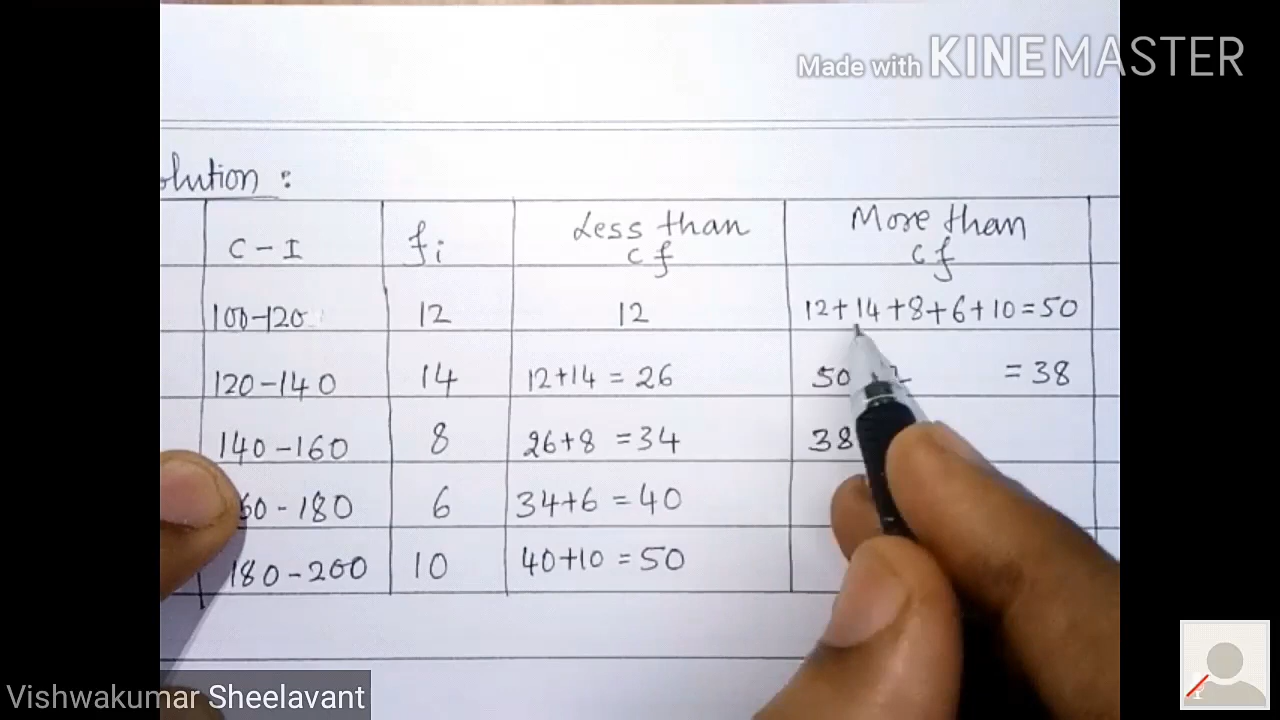 Made with KINEMASTER
olution :
C-I fi Less than cf More than cf
100-120 12 12 12+14+8+6+10=50
120-140 14 12+14 = 26 50 = 38
140-160 8 26+8 =34 38
60-180 6 34+6 = 40
180-200 10 40+10 = 50
Vishwakumar Sheelavant